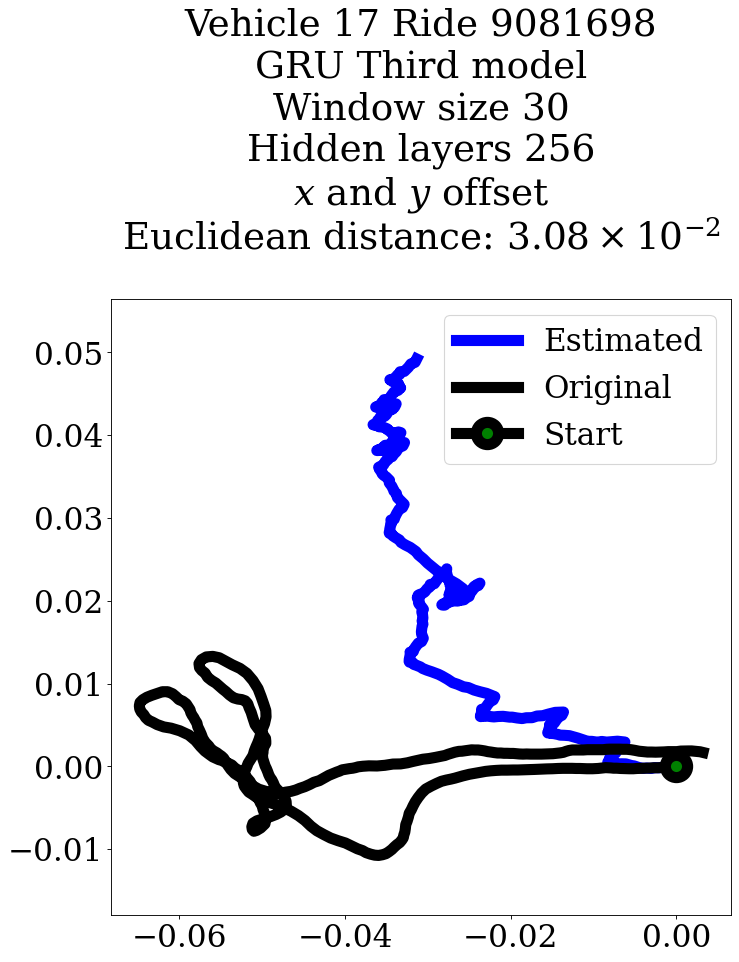 Vehicle 17 Ride 9081698
GRU Third model
Window size 30
Hidden layers 256
x and y offset
Euclidean distance: 3.08 × 10⁻²
Estimated
Original
Start
0.05
0.04
0.03
0.02
0.01
0.00
−0.01
−0.06 −0.04 −0.02 0.00